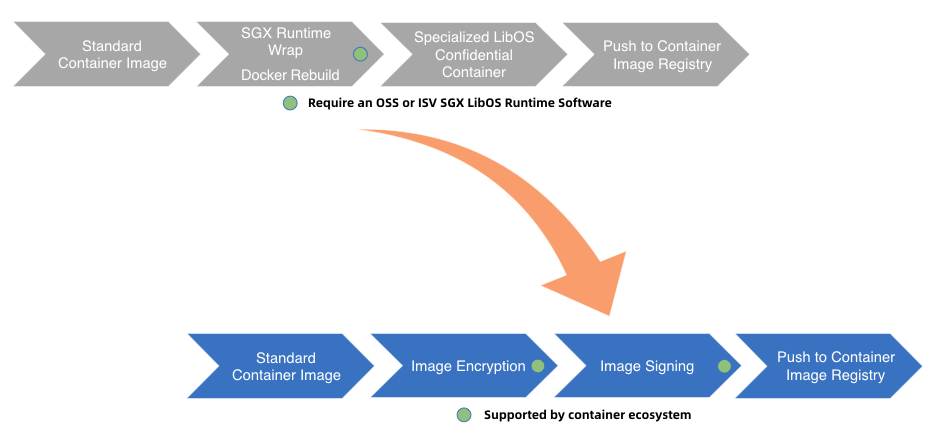 Standard
Container Image
SGX Runtime
Wrap
Docker Rebuild
Specialized LibOS
Confidential
Container
Push to Container
Image Registry
Require an OSS or ISV SGX LibOS Runtime Software
Standard
Container Image
Image Encryption
Image Signing
Push to Container
Image Registry
Supported by container ecosystem